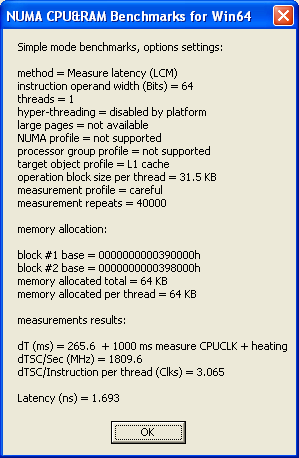 NUMA CPU&RAM Benchmarks for Win64
Simple mode benchmarks, options settings:
method = Measure latency (LCM)
instruction operand width (Bits) = 64
threads = 1
hyper-threading = disabled by platform
large pages = not available
NUMA profile = not supported
processor group profile = not supported
target object profile = L1 cache
operation block size per thread = 31.5 KB
measurement profile = careful
measurement repeats = 40000
memory allocation:
block #1 base = 0000000000390000h
block #2 base = 0000000000398000h
memory allocated total = 64 KB
memory allocated per thread = 64 KB
measurements results:
dT (ms) = 265.6  + 1000 ms measure CPUCLK + heating
dTSC/Sec (MHz) = 1809.6
dTSC/Instruction per thread (Clks) = 3.065
Latency (ns) = 1.693
OK